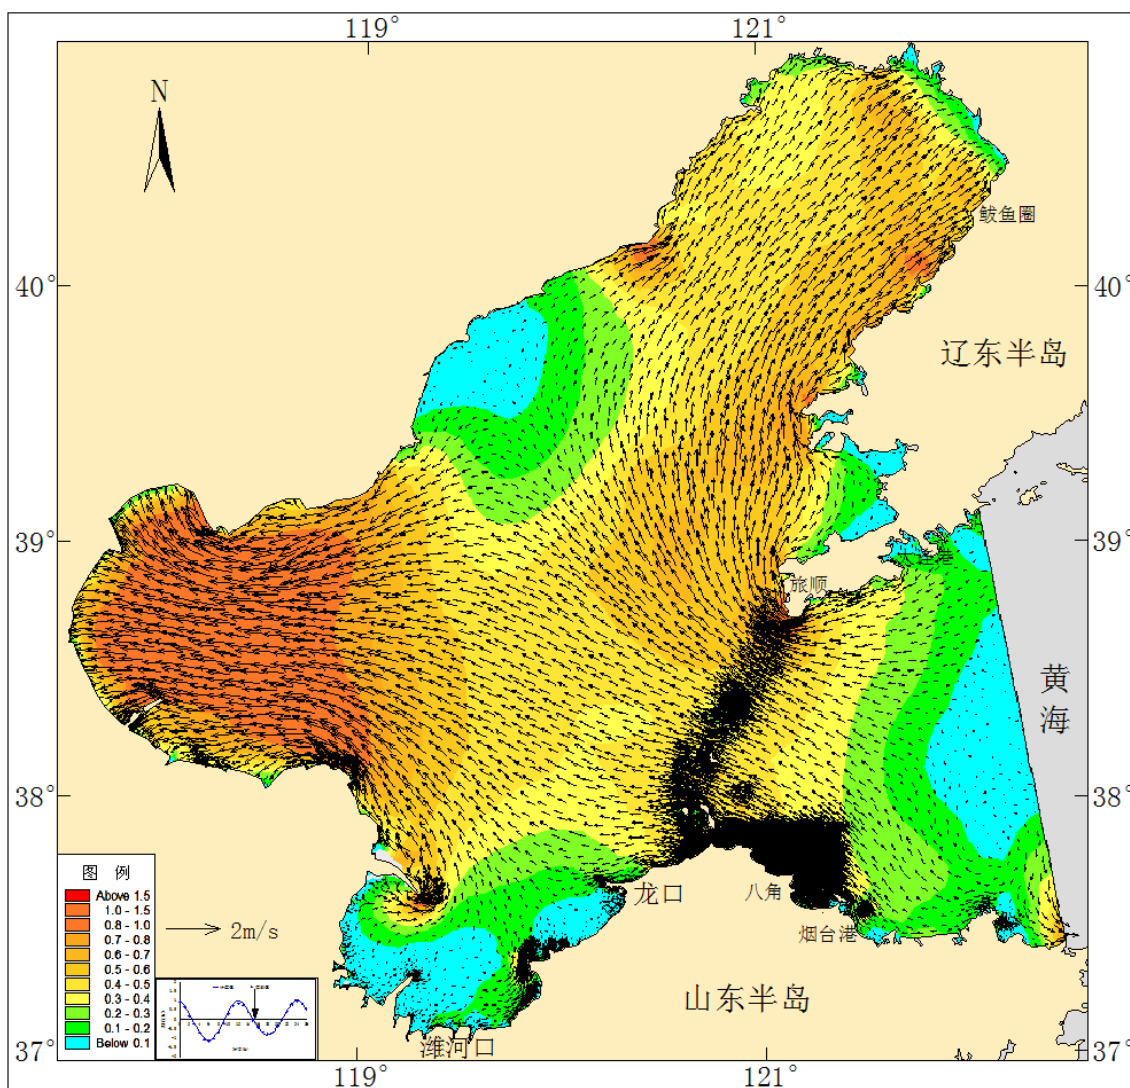 119°
121°
N
鲅鱼圈
40°
40°
辽东半岛
39°
39°
旅顺
黄
海
38°
38°
图 例
Above 1.5
1.0 - 1.5
0.8 - 1.0
0.7 - 0.8
0.6 - 0.7
0.5 - 0.6
0.4 - 0.5
0.3 - 0.4
0.2 - 0.3
0.1 - 0.2
Below 0.1
2m/s
龙口
八角
烟台港
山东半岛
潍河口
37°
37°
119°
121°